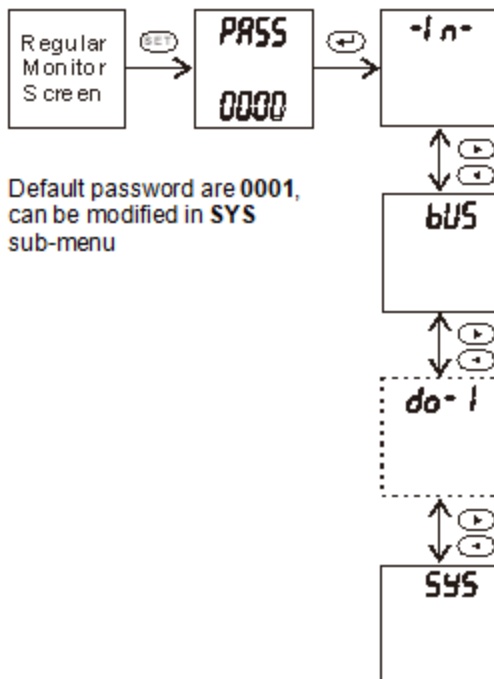 Regular
Monitor
Screen
SET
PASS
0000
-In-
Default password are 0001,
can be modified in SYS
sub-menu
bUS
do-1
SYS